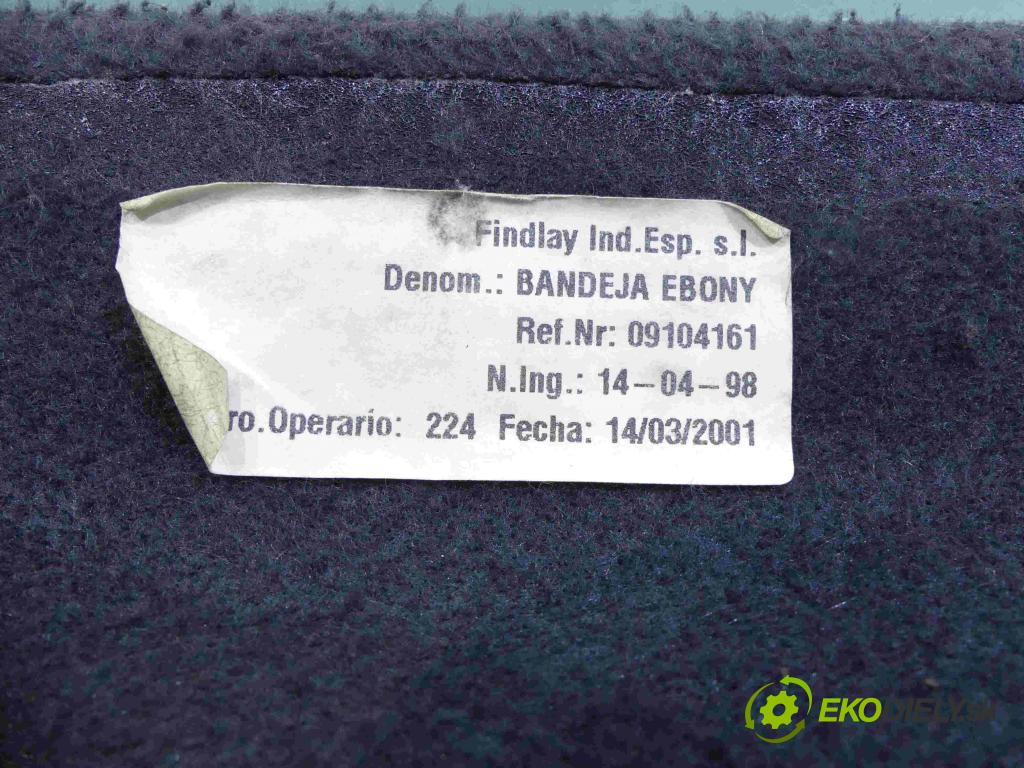 Findlay Ind.Esp. s.l.
Denom.: BANDEJA EBONY
Ref.Nr: 09104161
N.Ing.: 14-04-98
ro.Operario: 224 Fecha: 14/03/2001
EKODIELY.SK